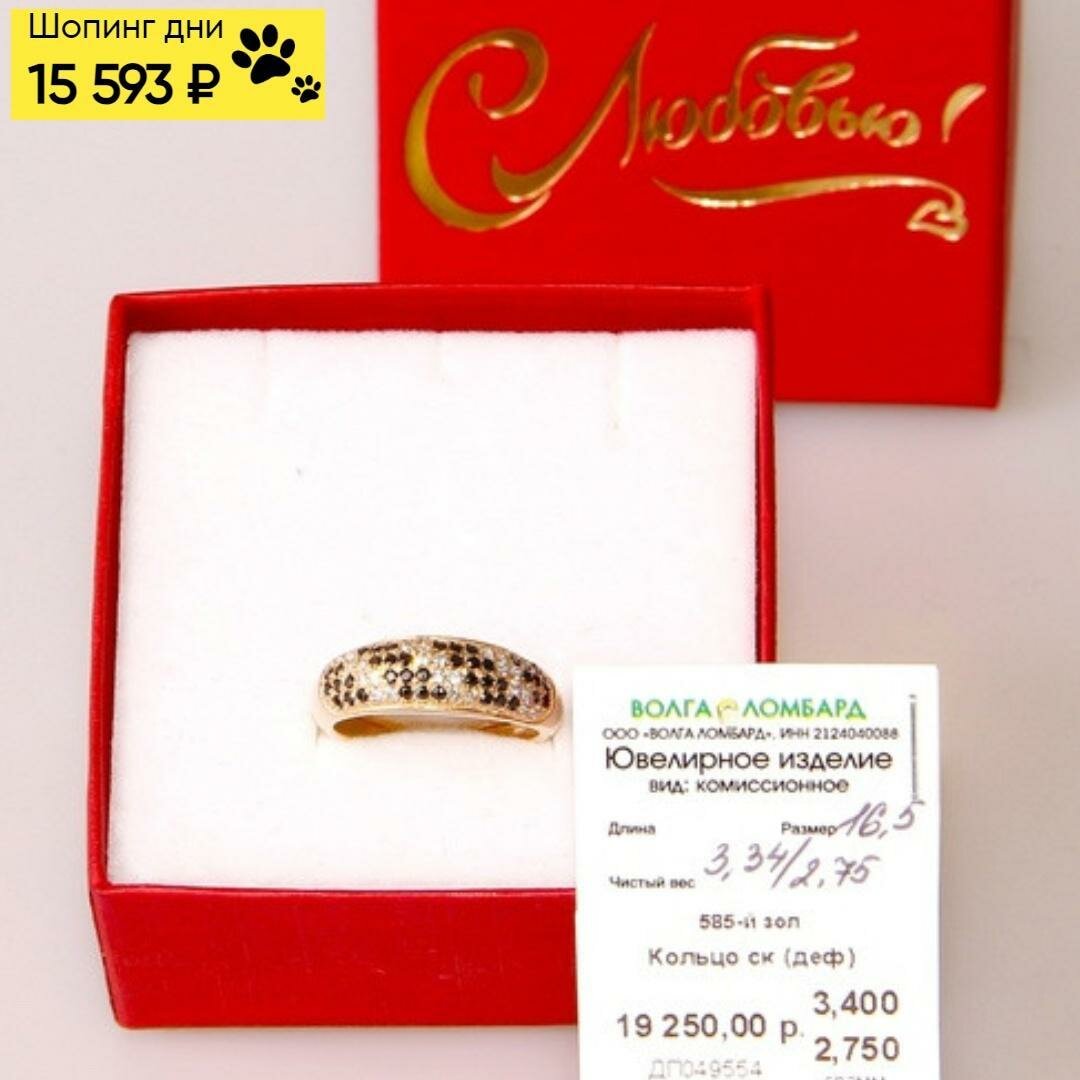 Шопинг дни
15 593 ₽
С Любовью!
ВОЛГА ЛОМБАРД
ООО «ВОЛГА ЛОМБАРД», ИНН 2124040088
Ювелирное изделие
вид: комиссионное
Длина Размер 16,5
Чистый вес 3,34/2,75
585-й зол
Кольцо ск (деф)
19 250,00 р. 3,400
2,750
ДП049554